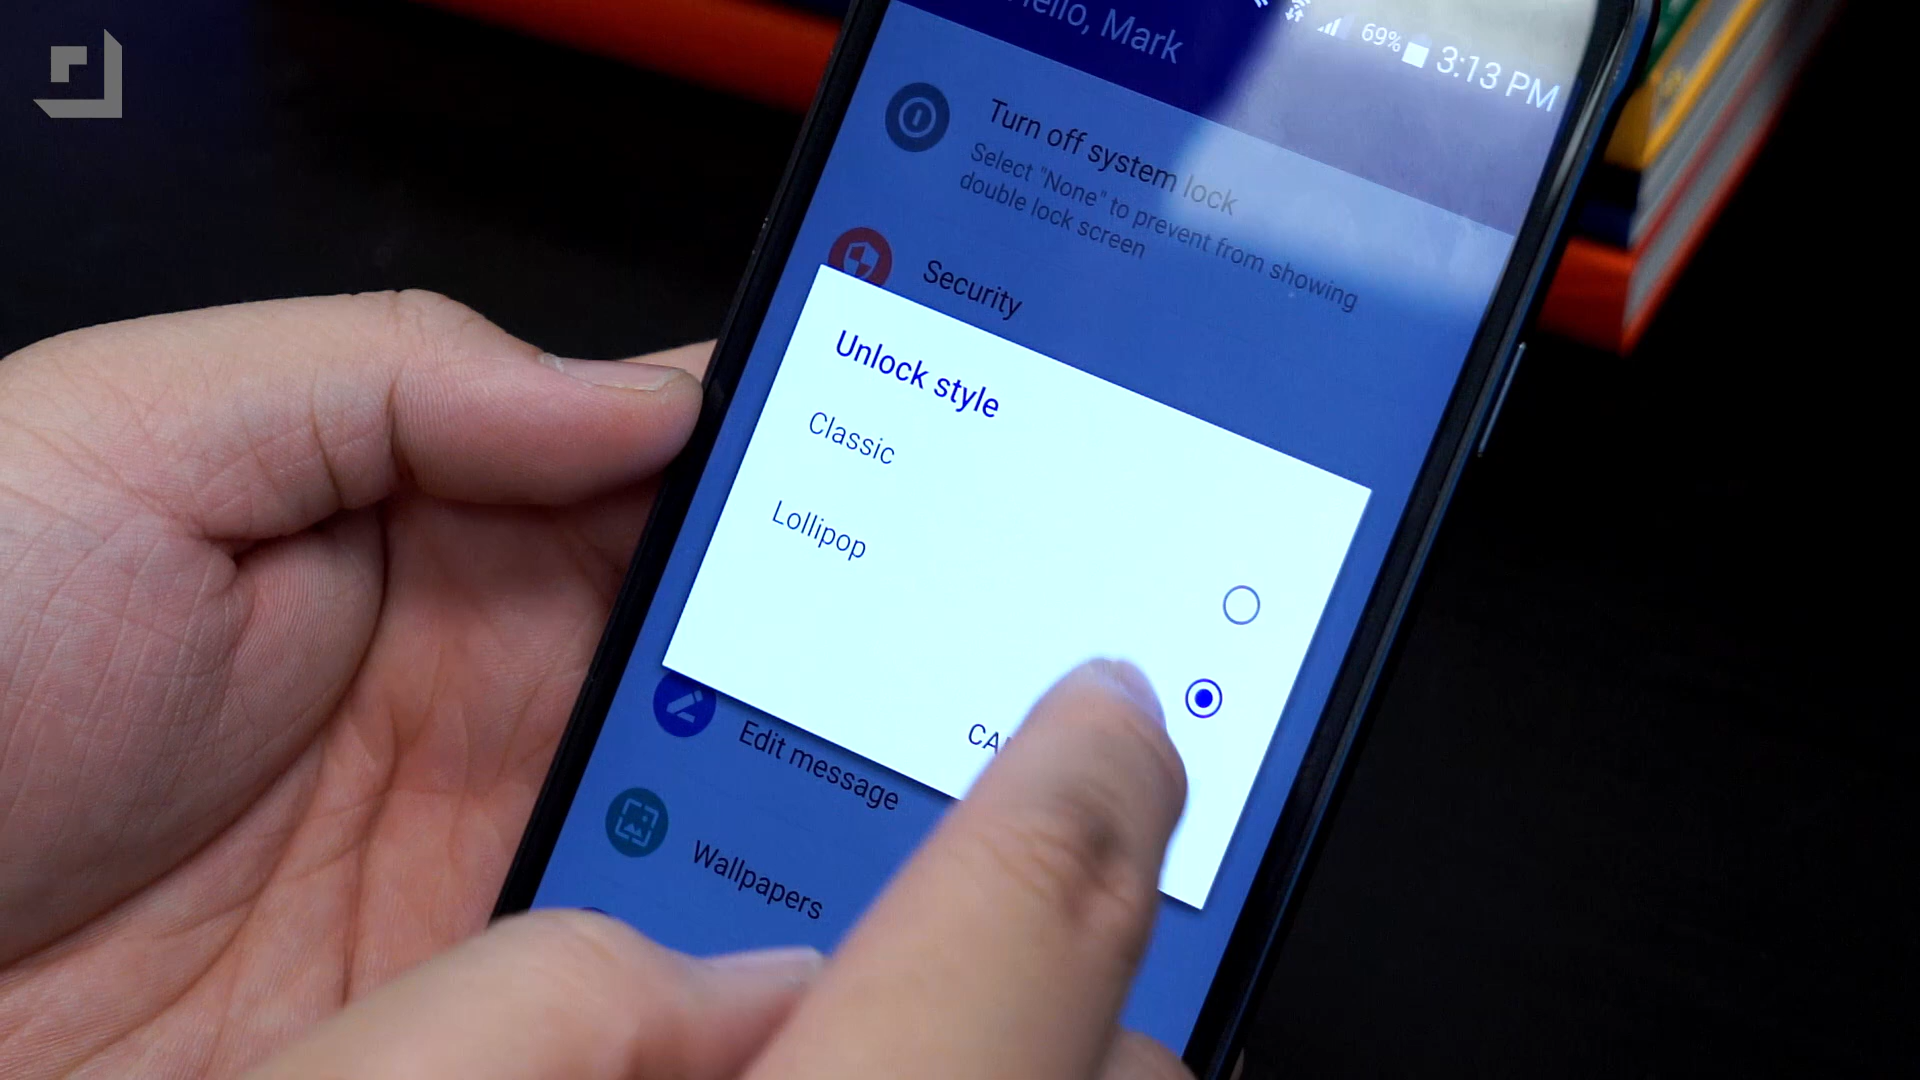 Hello, Mark
69% 3:13 PM
Turn off system lock
Select "None" to prevent from showing
double lock screen
Security
Unlock style
Classic
Lollipop
Edit message
Wallpapers